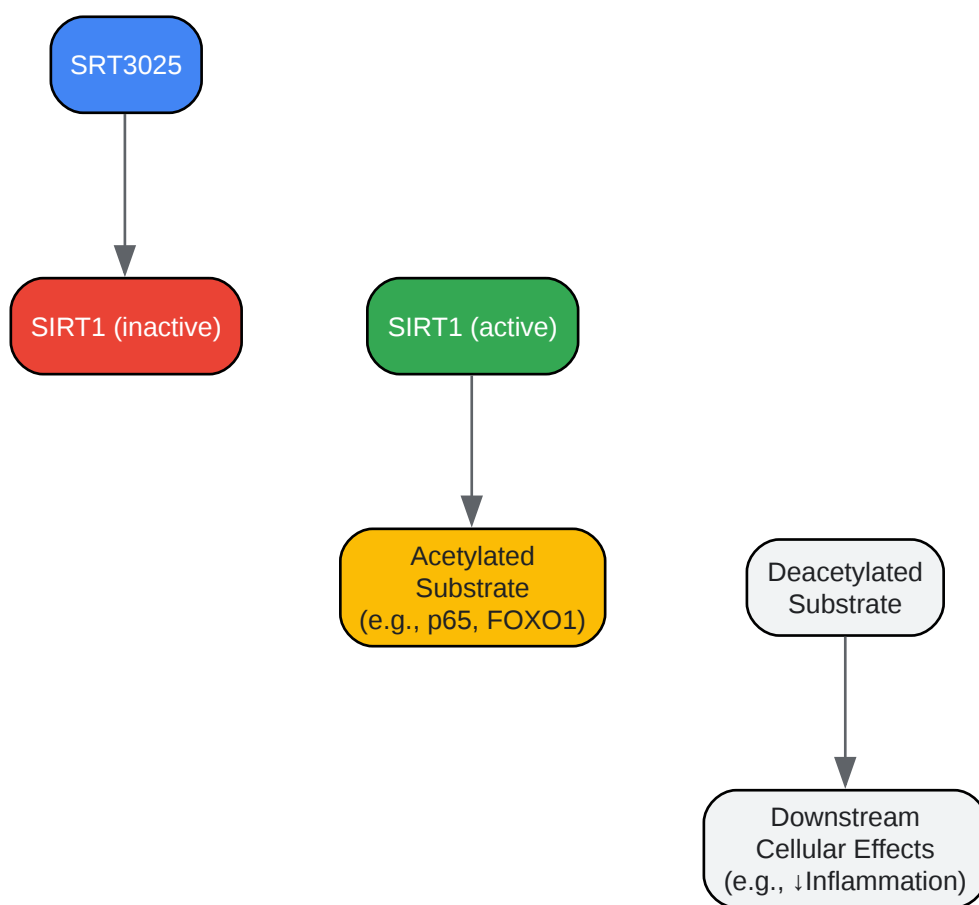 SRT3025
SIRT1 (inactive)
SIRT1 (active)
Acetylated
Substrate
(e.g., p65, FOXO1)
Deacetylated
Substrate
Downstream
Cellular Effects
(e.g., ↓Inflammation)